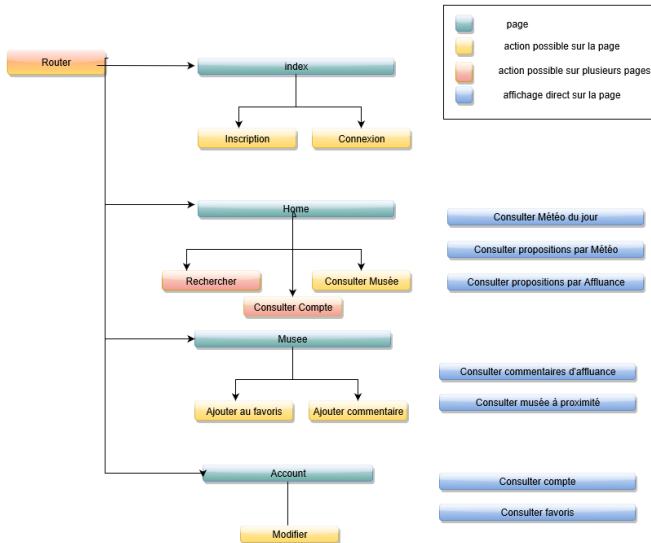 page
action possible sur la page
action possible sur plusieurs pages
affichage direct sur la page
Router
index
Inscription
Connexion
Home
Rechercher
Consulter Musée
Consulter Compte
Consulter Météo du jour
Consulter propositions par Météo
Consulter propositions par Affluance
Musee
Ajouter au favoris
Ajouter commentaire
Consulter commentaires d'affluance
Consulter musée à proximité
Account
Modifier
Consulter compte
Consulter favoris